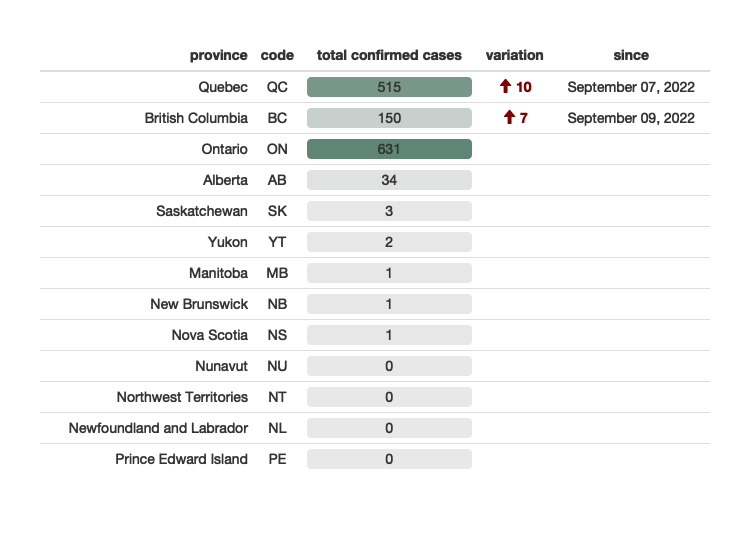 province code total confirmed cases variation since
Quebec QC 515 ⬆ 10 September 07, 2022
British Columbia BC 150 ⬆ 7 September 09, 2022
Ontario ON 631
Alberta AB 34
Saskatchewan SK 3
Yukon YT 2
Manitoba MB 1
New Brunswick NB 1
Nova Scotia NS 1
Nunavut NU 0
Northwest Territories NT 0
Newfoundland and Labrador NL 0
Prince Edward Island PE 0